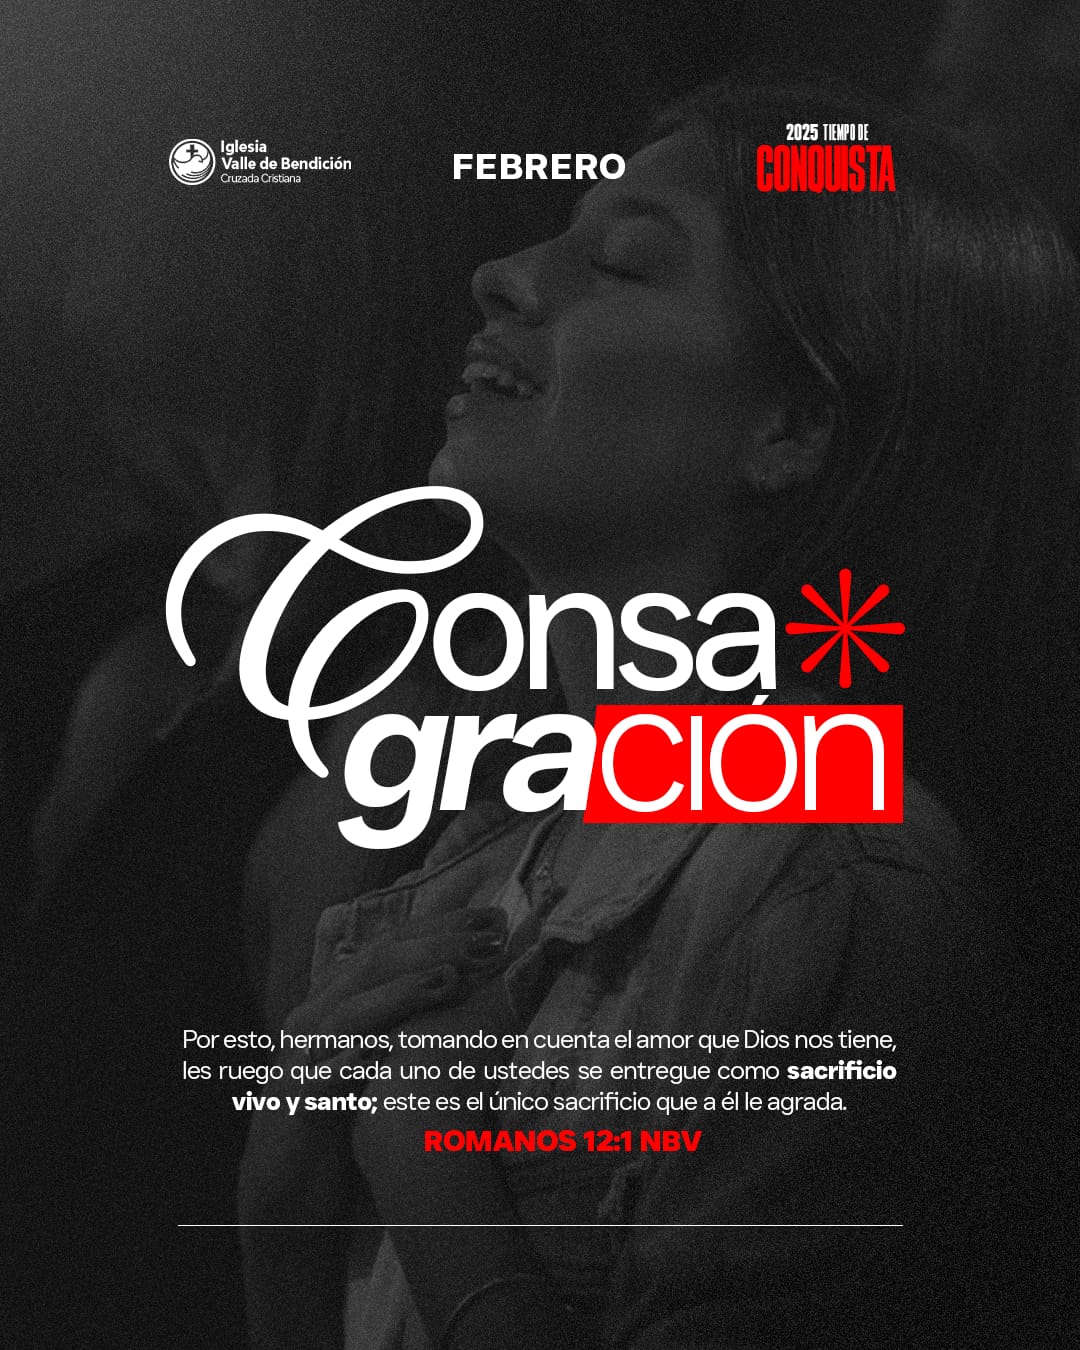 Iglesia
Valle de Bendición
Cruzada Cristiana
FEBRERO
2025 TIEMPO DE
CONQUISTA
Consa
gración
Por esto, hermanos, tomando en cuenta el amor que Dios nos tiene,
les ruego que cada uno de ustedes se entregue como sacrificio
vivo y santo; este es el único sacrificio que a él le agrada.
ROMANOS 12:1 NBV